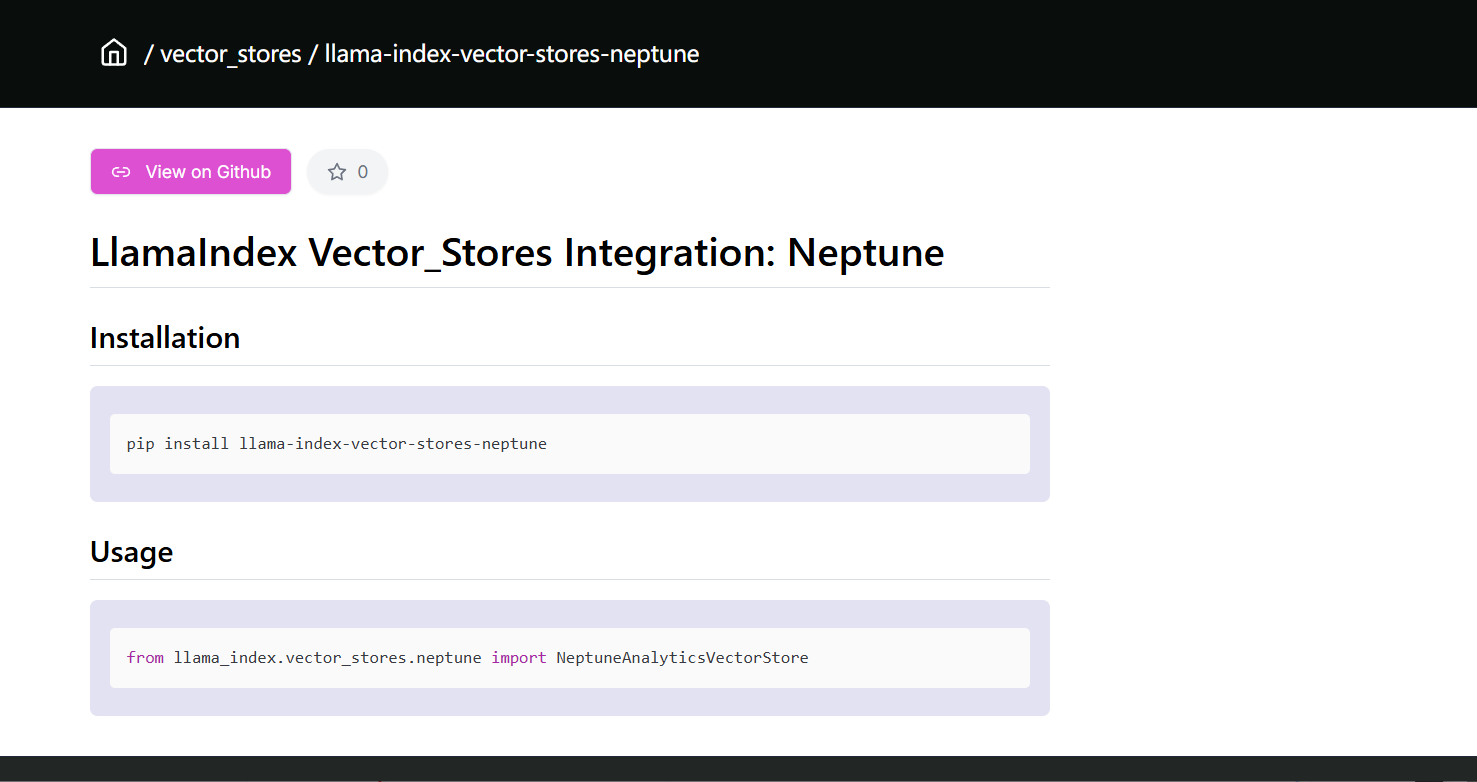 / vector_stores / llama-index-vector-stores-neptune
View on Github
0
LlamaIndex Vector_Stores Integration: Neptune
Installation
pip install llama-index-vector-stores-neptune
Usage
from llama_index.vector_stores.neptune import NeptuneAnalyticsVectorStore